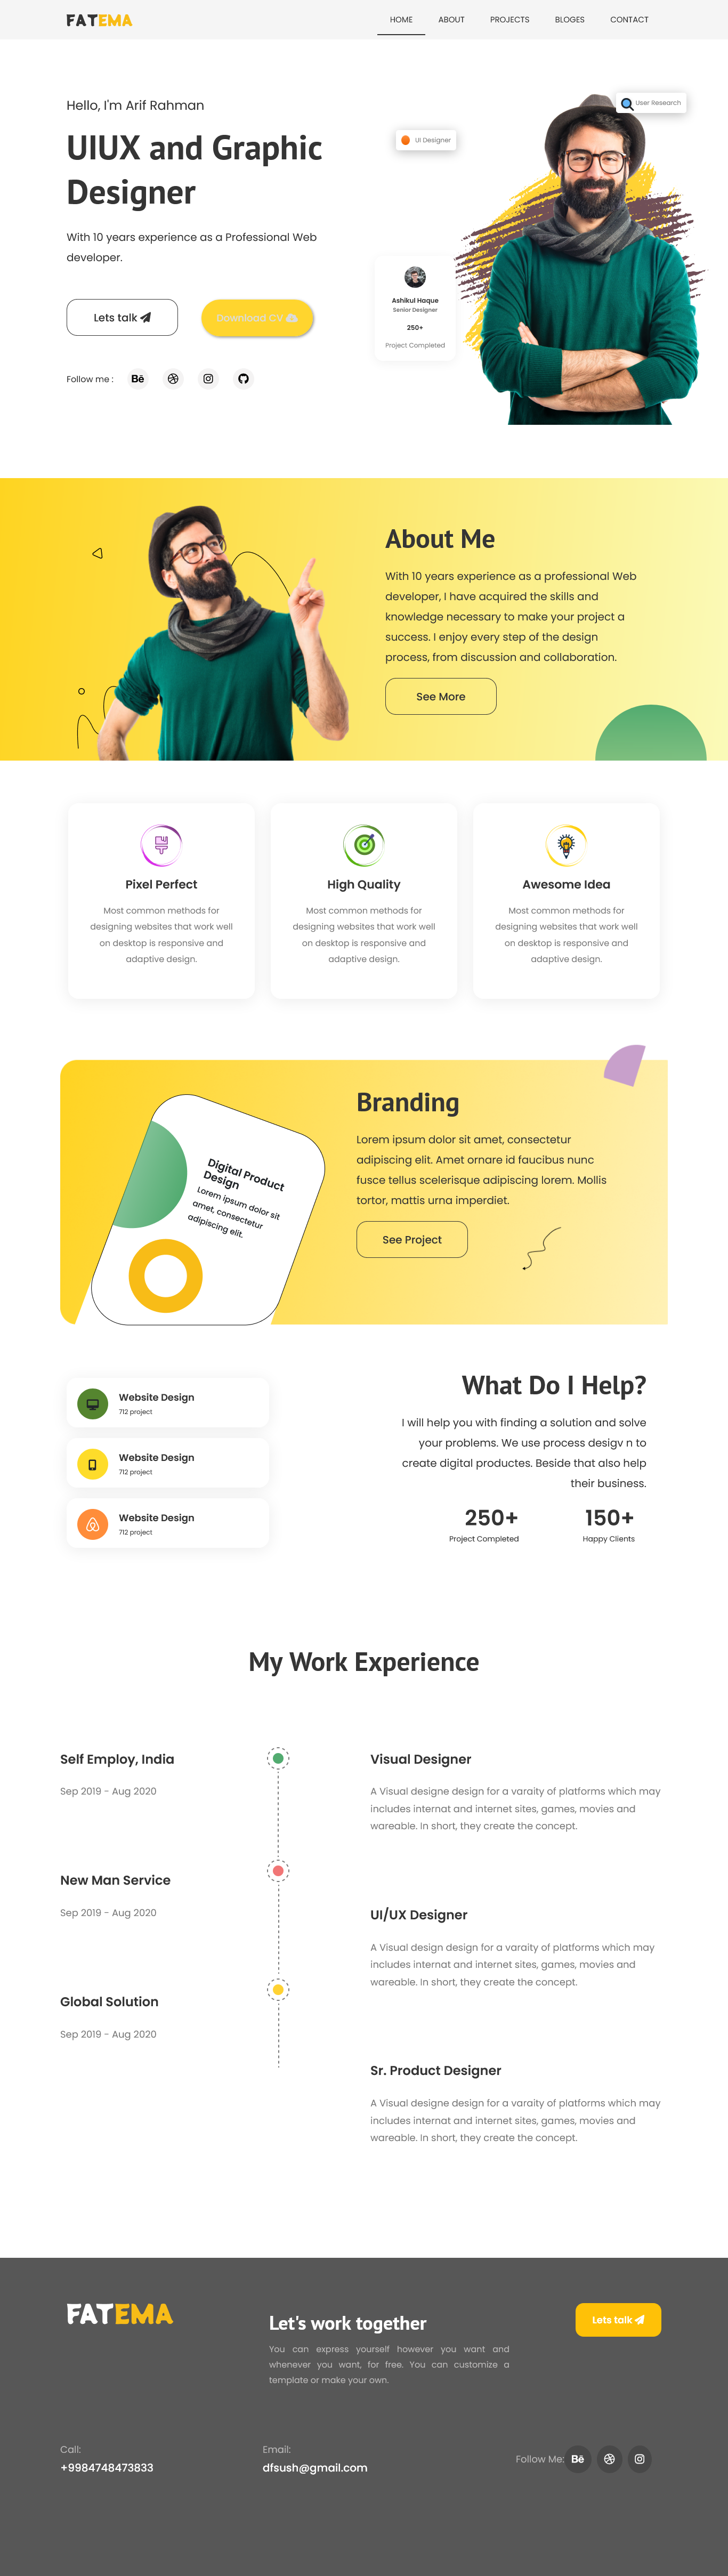 FATEMA
HOME ABOUT PROJECTS BLOGES CONTACT
Hello, I'm Arif Rahman
UIUX and Graphic
Designer
With 10 years experience as a Professional Web
developer.
Lets talk
Download CV
Follow me :
Bē
User Research
UI Designer
Ashikul Haque
Senior Designer
250+
Project Completed
About Me
With 10 years experience as a professional Web
developer, I have acquired the skills and
knowledge necessary to make your project a
success. I enjoy every step of the design
process, from discussion and collaboration.
See More
Pixel Perfect
Most common methods for
designing websites that work well
on desktop is responsive and
adaptive design.
High Quality
Most common methods for
designing websites that work well
on desktop is responsive and
adaptive design.
Awesome Idea
Most common methods for
designing websites that work well
on desktop is responsive and
adaptive design.
Digital Product
Design
Lorem ipsum dolor sit
amet, consectetur
adipiscing elit.
Branding
Lorem ipsum dolor sit amet, consectetur
adipiscing elit. Amet ornare id faucibus nunc
fusce tellus scelerisque adipiscing lorem. Mollis
tortor, mattis urna imperdiet.
See Project
Website Design
712 project
Website Design
712 project
Website Design
712 project
What Do I Help?
I will help you with finding a solution and solve
your problems. We use process desigv n to
create digital productes. Beside that also help
their business.
250+
Project Completed
150+
Happy Clients
My Work Experience
Self Employ, India
Sep 2019 - Aug 2020
New Man Service
Sep 2019 - Aug 2020
Global Solution
Sep 2019 - Aug 2020
Visual Designer
A Visual designe design for a varaity of platforms which may
includes internat and internet sites, games, movies and
wareable. In short, they create the concept.
UI/UX Designer
A Visual design design for a varaity of platforms which may
includes internat and internet sites, games, movies and
wareable. In short, they create the concept.
Sr. Product Designer
A Visual designe design for a varaity of platforms which may
includes internat and internet sites, games, movies and
wareable. In short, they create the concept.
FATEMA
Let's work together
You can express yourself however you want and
whenever you want, for free. You can customize a
template or make your own.
Lets talk
Call:
+9984748473833
Email:
dfsush@gmail.com
Follow Me:
Bē